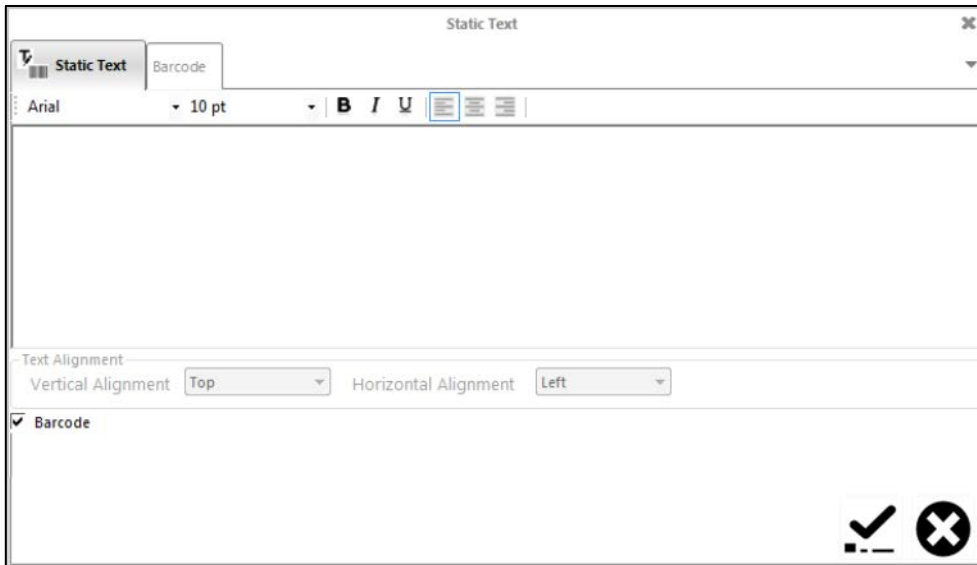 Static Text
Static Text Barcode
Arial 10 pt B I U
Text Alignment
Vertical Alignment Top Horizontal Alignment Left
Barcode